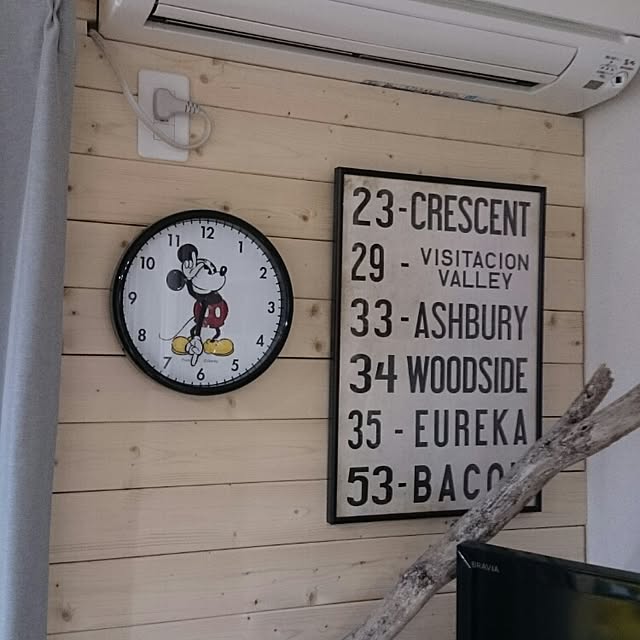 12
1
2
3
4
5
6
7
8
9
10
11
23-CRESCENT
29 - VISITACION
VALLEY
33-ASHBURY
34 WOODSIDE
35 - EUREKA
53-BACO
BRAVIA